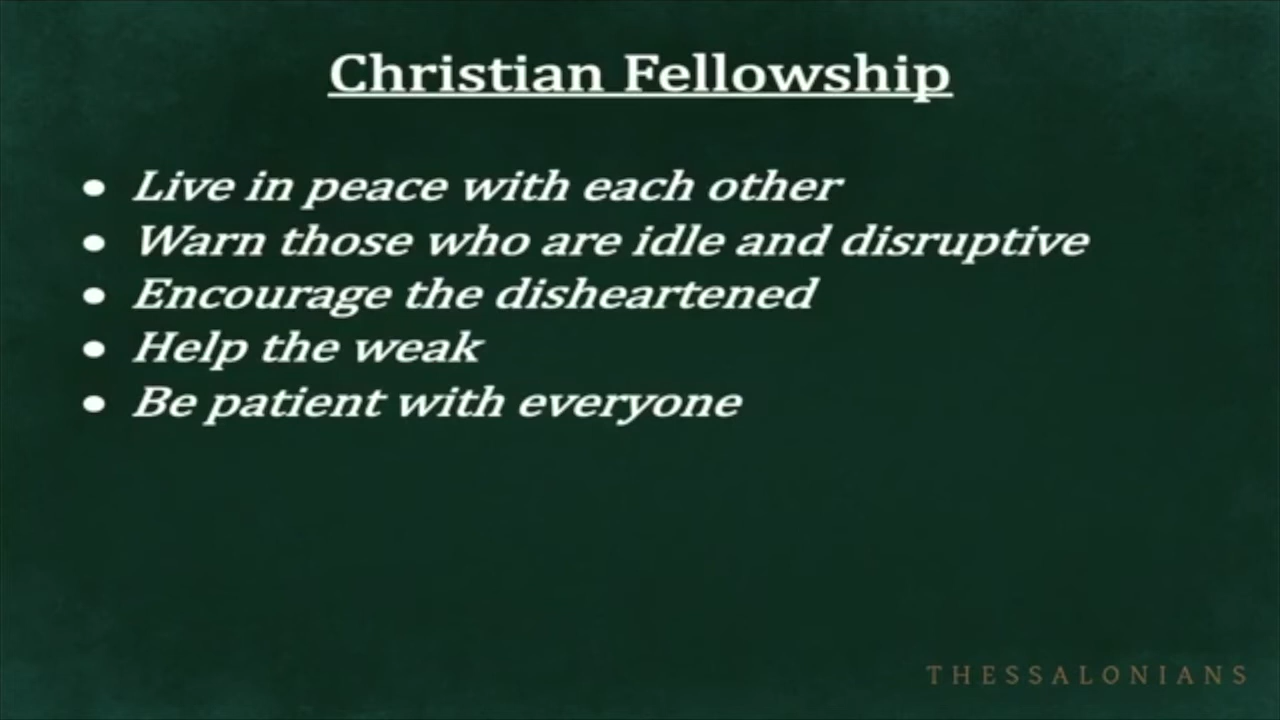 Christian Fellowship
• Live in peace with each other
• Warn those who are idle and disruptive
• Encourage the disheartened
• Help the weak
• Be patient with everyone
THESSALONIANS